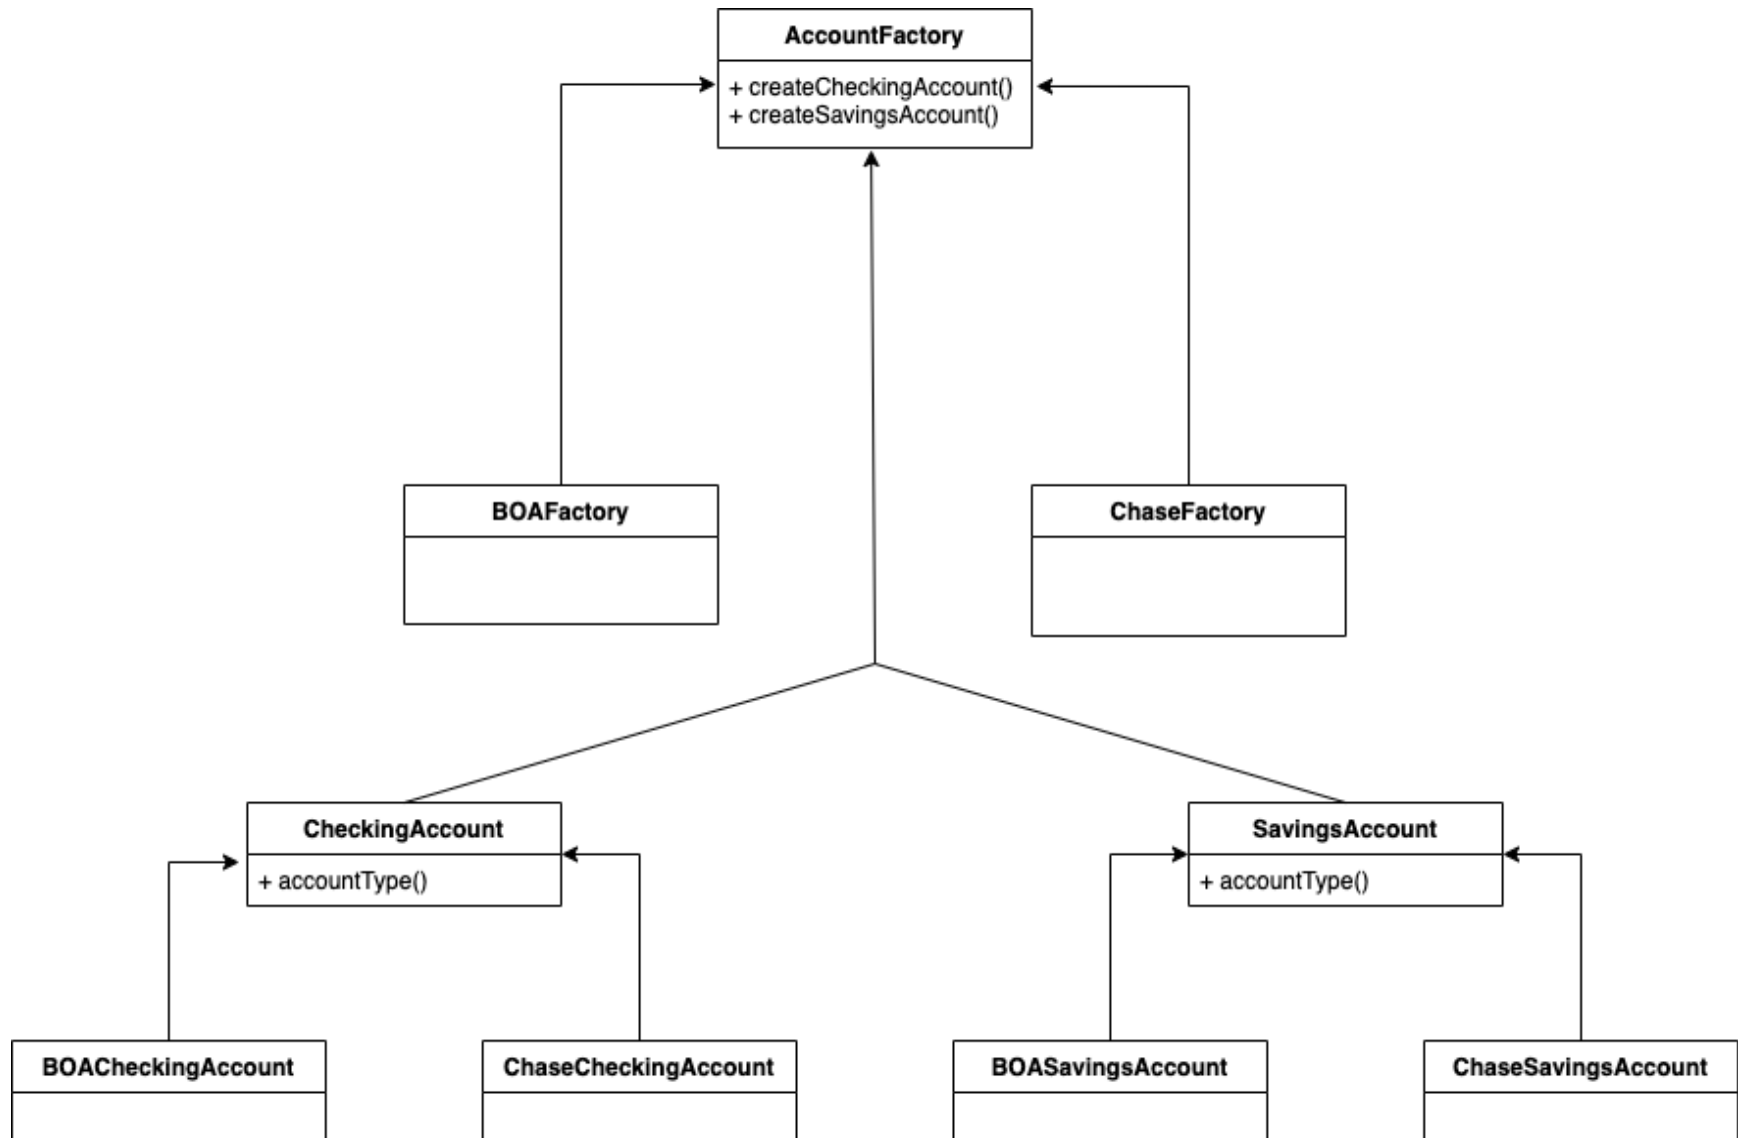 AccountFactory
+ createCheckingAccount()
+ createSavingsAccount()
BOAFactory
ChaseFactory
CheckingAccount
+ accountType()
SavingsAccount
+ accountType()
BOACheckingAccount
ChaseCheckingAccount
BOASavingsAccount
ChaseSavingsAccount